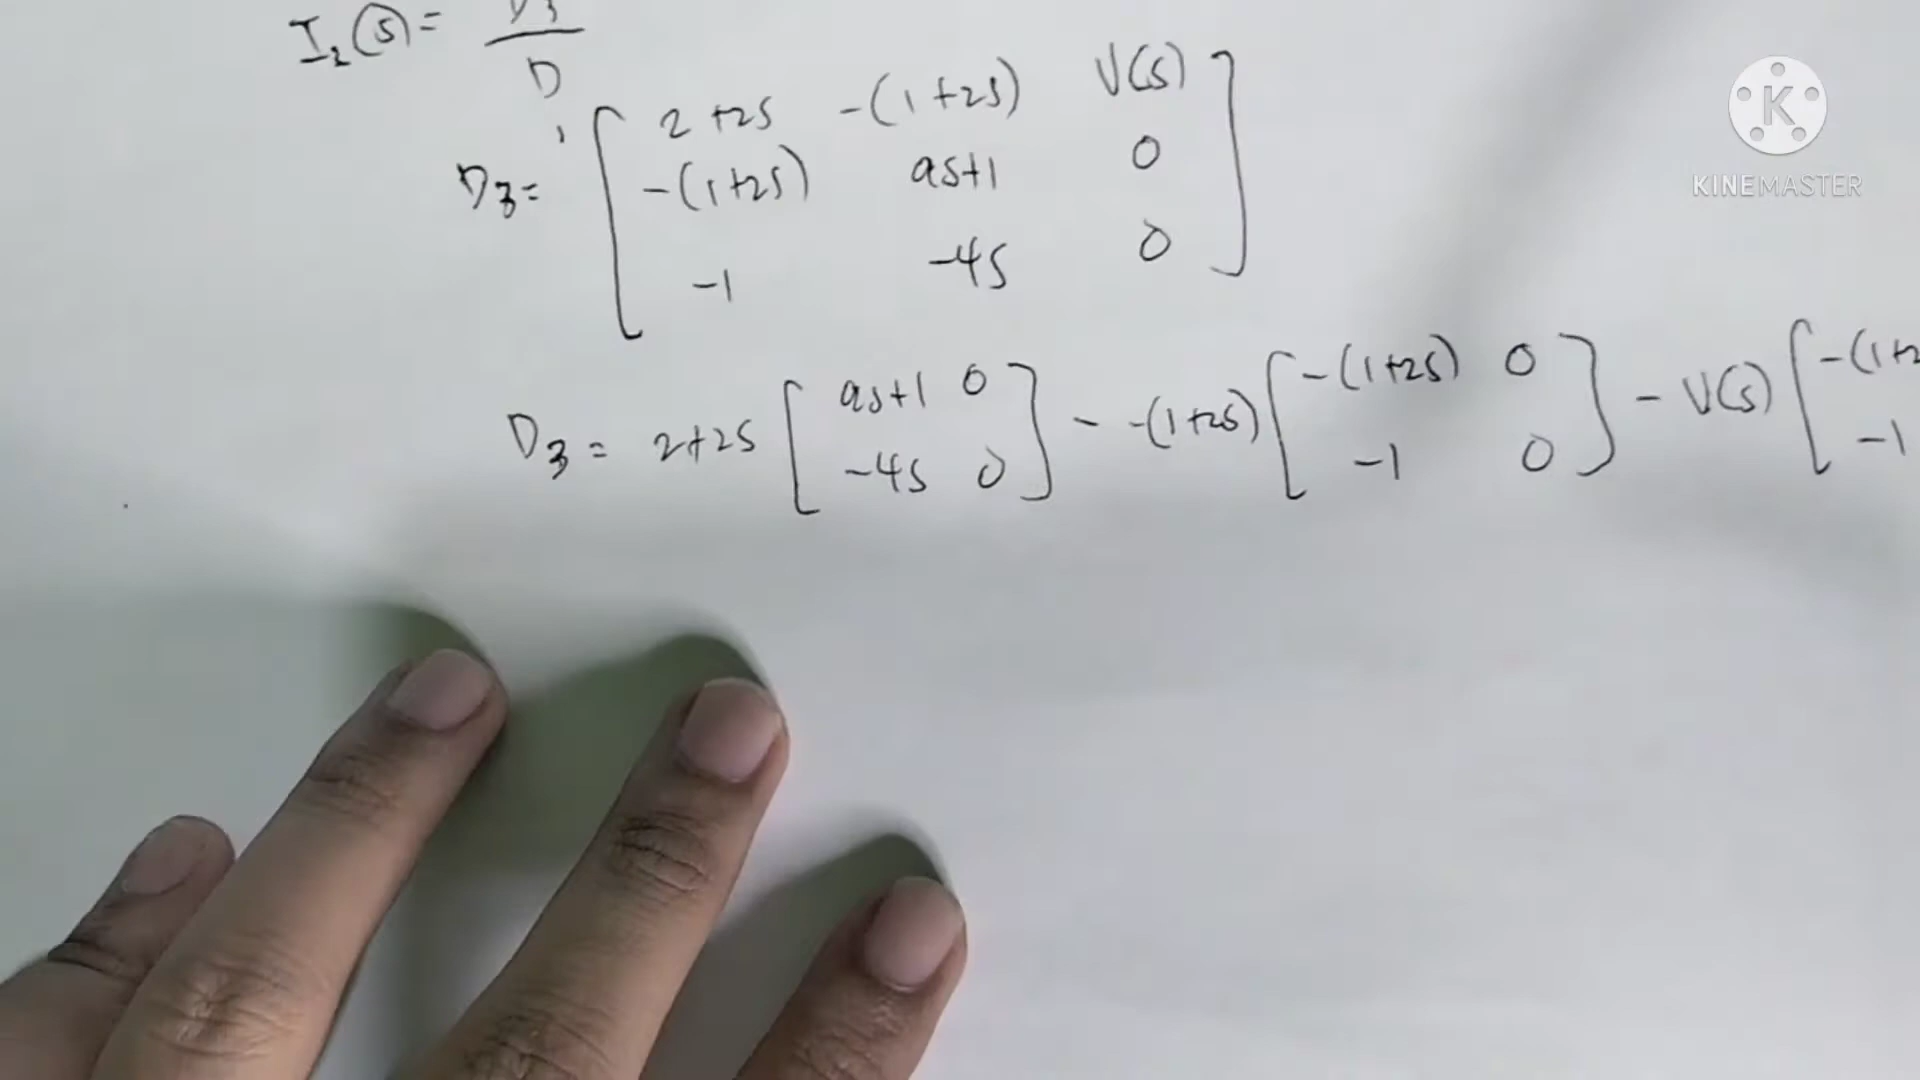 I₂(s) = D₃
D
D₃ = [ 2+2s -(1+2s) V(s) ]
-(1+2s) as+1 0
-1 -4s 0
D₃ = 2+2s [ as+1 0 ] - -(1+2s) [ -(1+2s) 0 ] - V(s) [ -(1+2
-4s 0 -1 0 -1
K
KINEMASTER